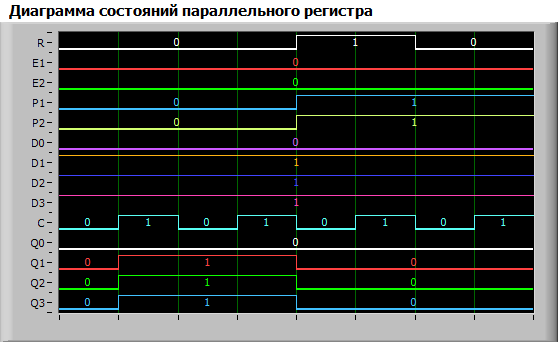 Диаграмма состояний параллельного регистра
R 0 1 0
E1 0
E2 0
P1 0 1
P2 0 1
D0 0
D1 1
D2 1
D3 1
C 0 1 0 1 0 1 0 1
Q0 0
Q1 0 1 0
Q2 0 1 0
Q3 0 1 0